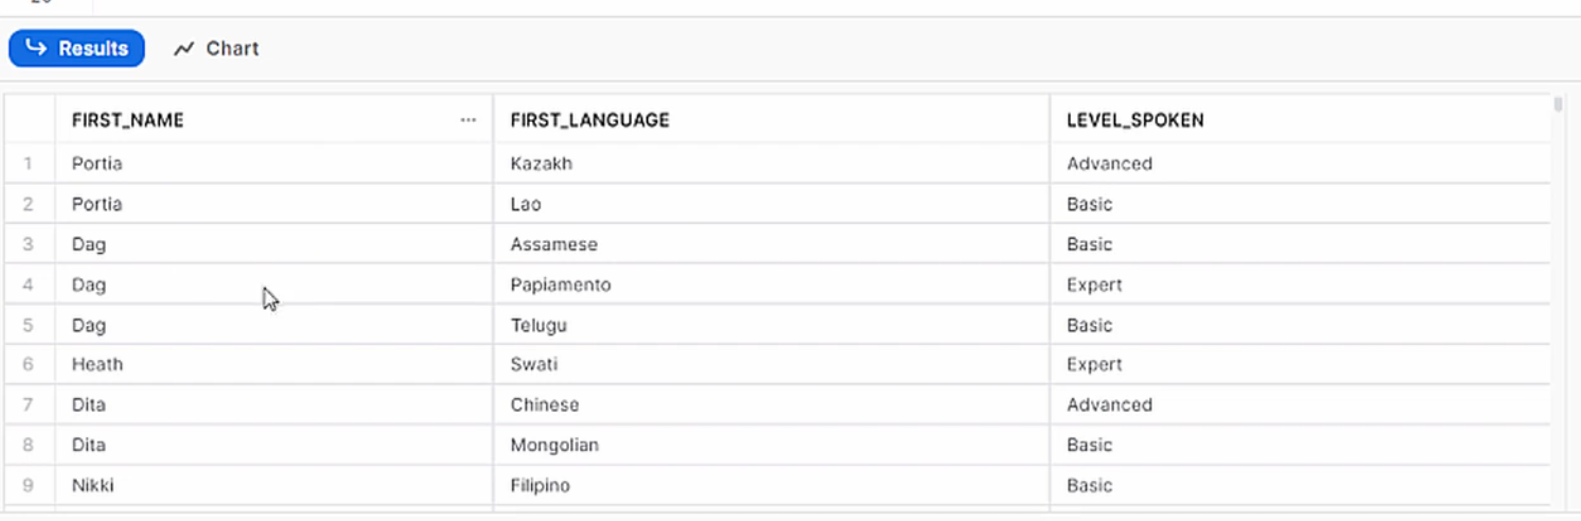 Results Chart
FIRST_NAME ... FIRST_LANGUAGE LEVEL_SPOKEN
1 Portia Kazakh Advanced
2 Portia Lao Basic
3 Dag Assamese Basic
4 Dag Papiamento Expert
5 Dag Telugu Basic
6 Heath Swati Expert
7 Dita Chinese Advanced
8 Dita Mongolian Basic
9 Nikki Filipino Basic